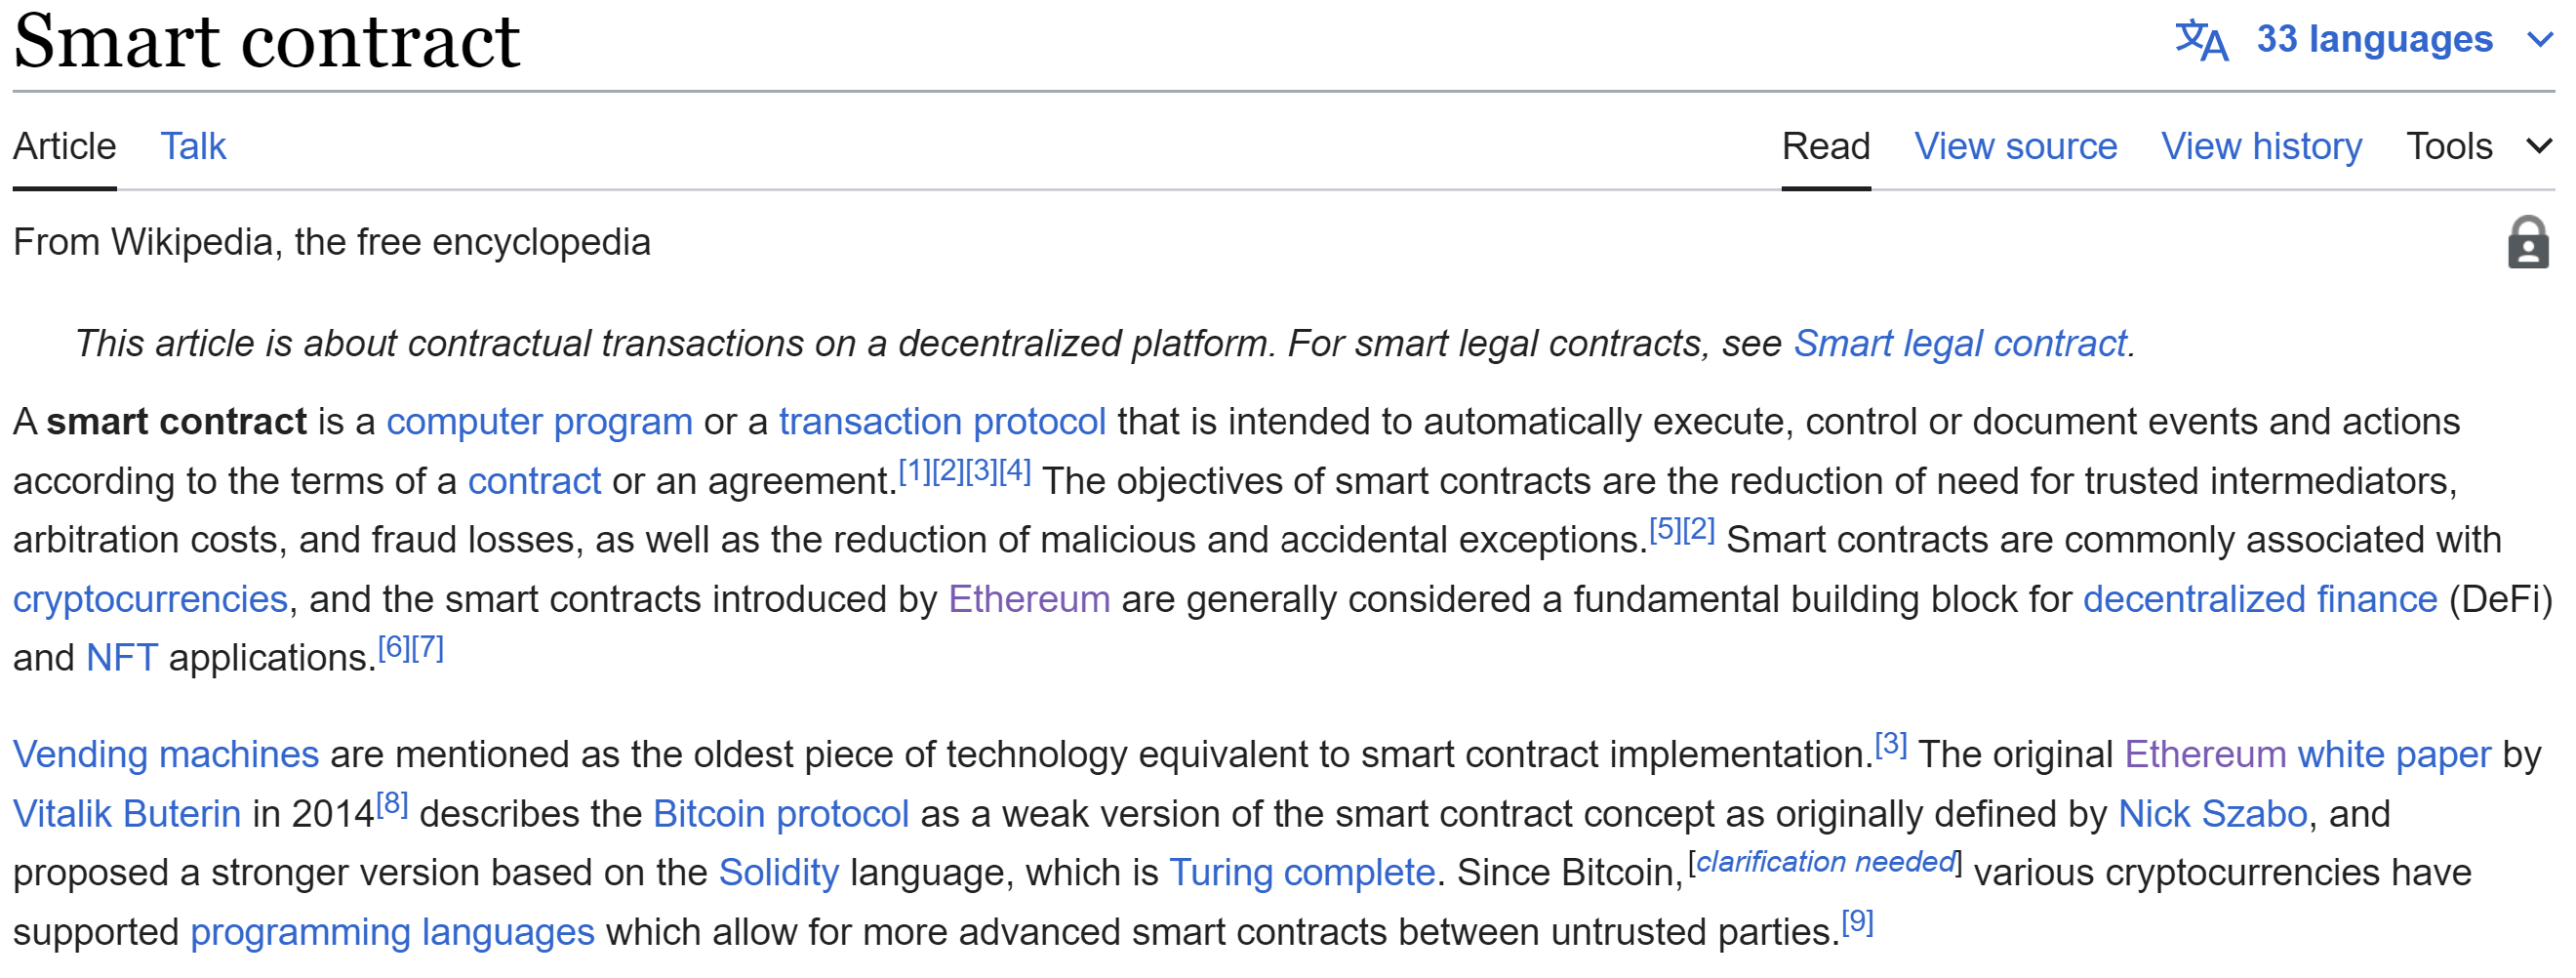 Smart contract
33 languages
Article Talk Read View source View history Tools
From Wikipedia, the free encyclopedia
This article is about contractual transactions on a decentralized platform. For smart legal contracts, see Smart legal contract.
A smart contract is a computer program or a transaction protocol that is intended to automatically execute, control or document events and actions
according to the terms of a contract or an agreement.[1][2][3][4] The objectives of smart contracts are the reduction of need for trusted intermediators,
arbitration costs, and fraud losses, as well as the reduction of malicious and accidental exceptions.[5][2] Smart contracts are commonly associated with
cryptocurrencies, and the smart contracts introduced by Ethereum are generally considered a fundamental building block for decentralized finance (DeFi)
and NFT applications.[6][7]
Vending machines are mentioned as the oldest piece of technology equivalent to smart contract implementation.[3] The original Ethereum white paper by
Vitalik Buterin in 2014[8] describes the Bitcoin protocol as a weak version of the smart contract concept as originally defined by Nick Szabo, and
proposed a stronger version based on the Solidity language, which is Turing complete. Since Bitcoin,[clarification needed] various cryptocurrencies have
supported programming languages which allow for more advanced smart contracts between untrusted parties.[9]